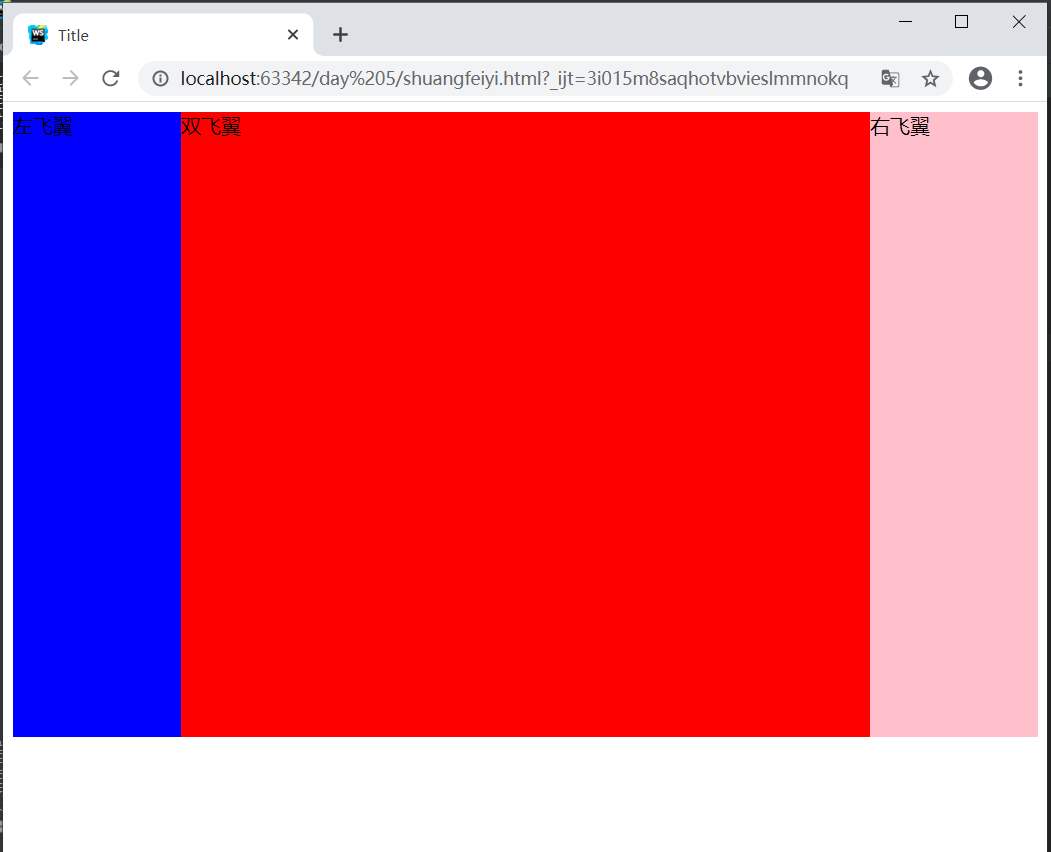 Title
localhost:63342/day%205/shuangfeiyi.html?_ijt=3i015m8saqhotvbvieslmmnokq
左飞翼 双飞翼 右飞翼